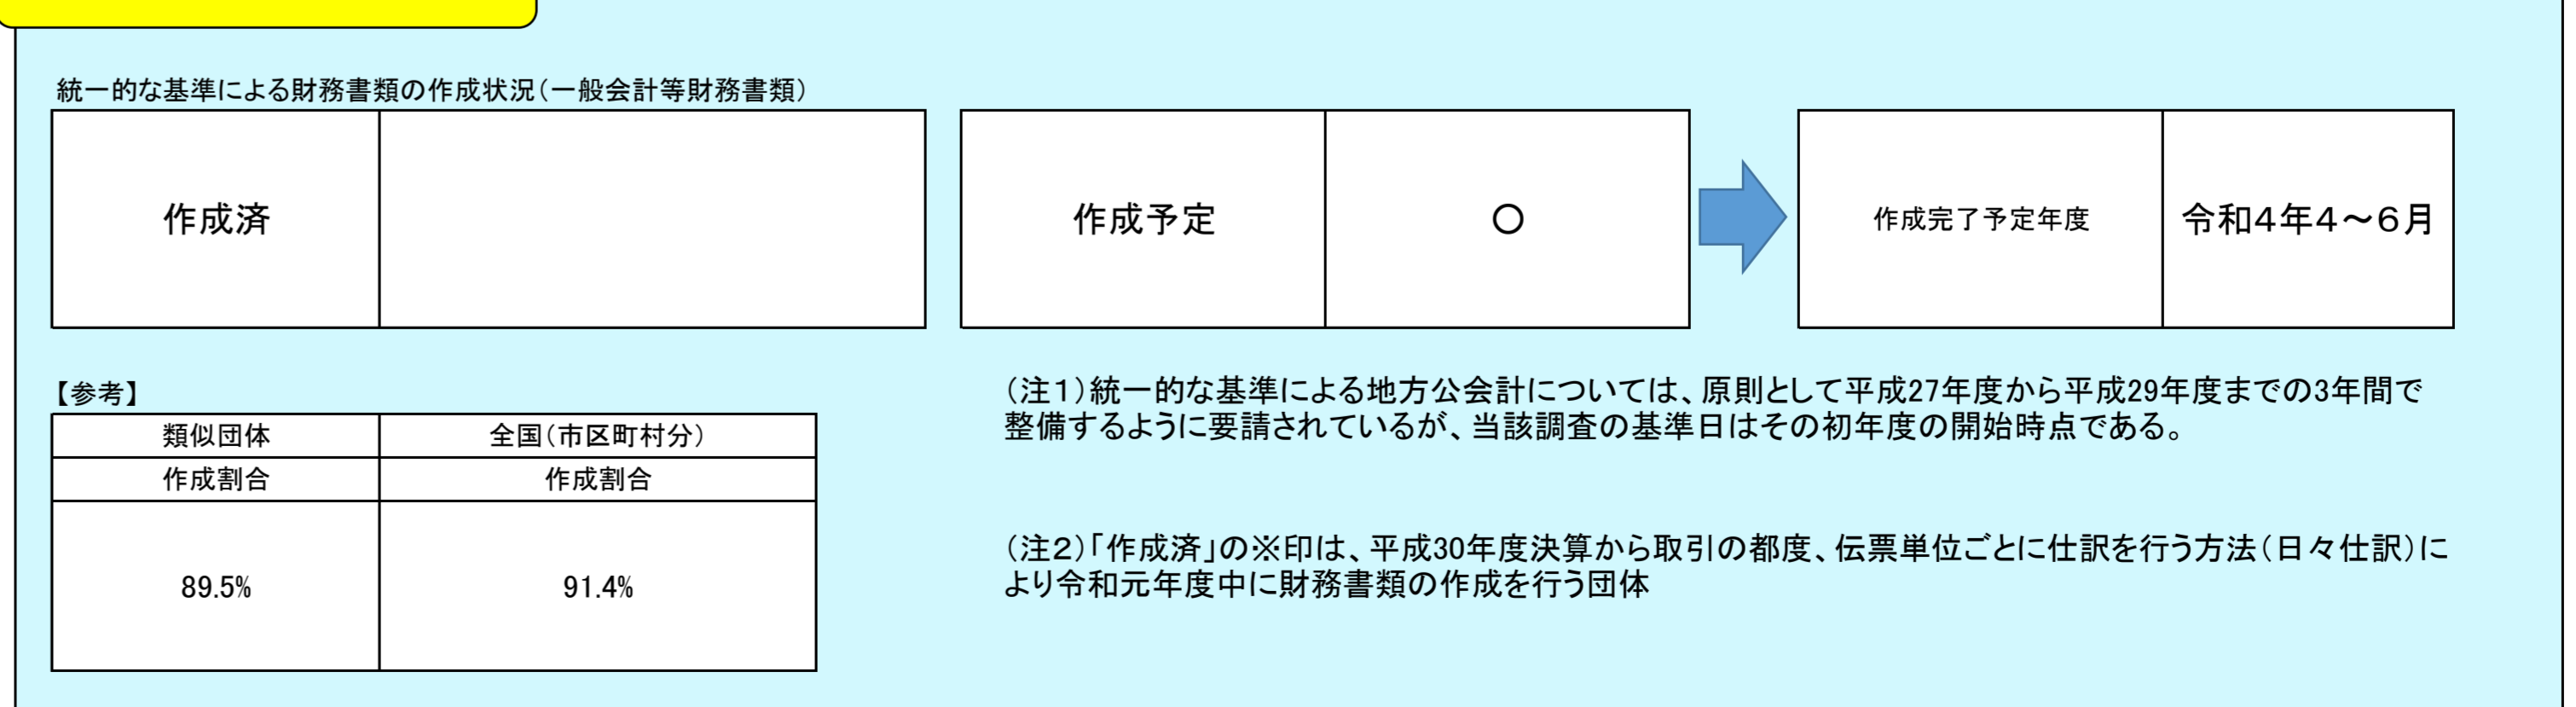 統一的な基準による財務書類の作成状況（一般会計等財務書類）
作成済
作成予定
○
作成完了予定年度
令和４年４～６月
【参考】
類似団体
全国（市区町村分）
作成割合
作成割合
89.5%
91.4%
（注１）統一的な基準による地方公会計については、原則として平成27年度から平成29年度までの3年間で
整備するように要請されているが、当該調査の基準日はその初年度の開始時点である。
（注２）「作成済」の※印は、平成30年度決算から取引の都度、伝票単位ごとに仕訳を行う方法（日々仕訳）に
より令和元年度中に財務書類の作成を行う団体